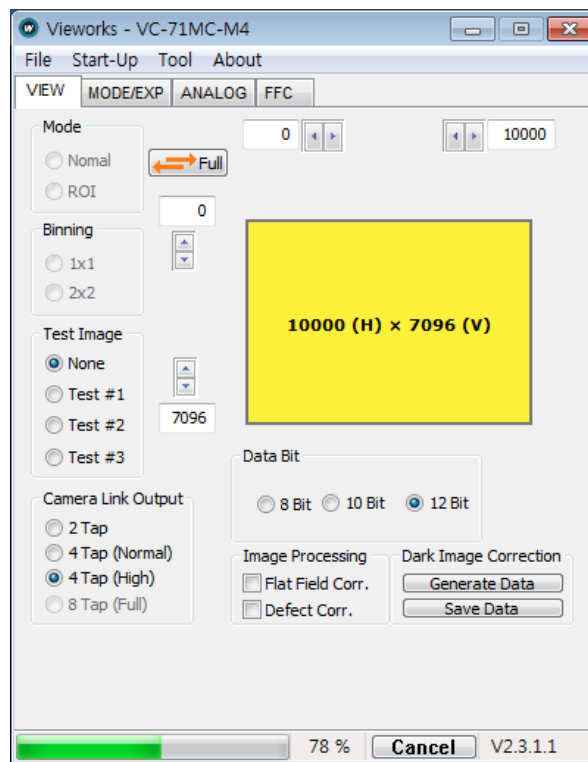 Vieworks - VC-71MC-M4
File Start-Up Tool About
VIEW MODE/EXP ANALOG FFC
Mode
Nomal
ROI
Full
0
10000
0
Binning
1x1
2x2
10000 (H) × 7096 (V)
Test Image
None
Test #1
Test #2
Test #3
7096
Data Bit
8 Bit 10 Bit 12 Bit
Camera Link Output
2 Tap
4 Tap (Normal)
4 Tap (High)
8 Tap (Full)
Image Processing
Flat Field Corr.
Defect Corr.
Dark Image Correction
Generate Data
Save Data
78 % Cancel V2.3.1.1